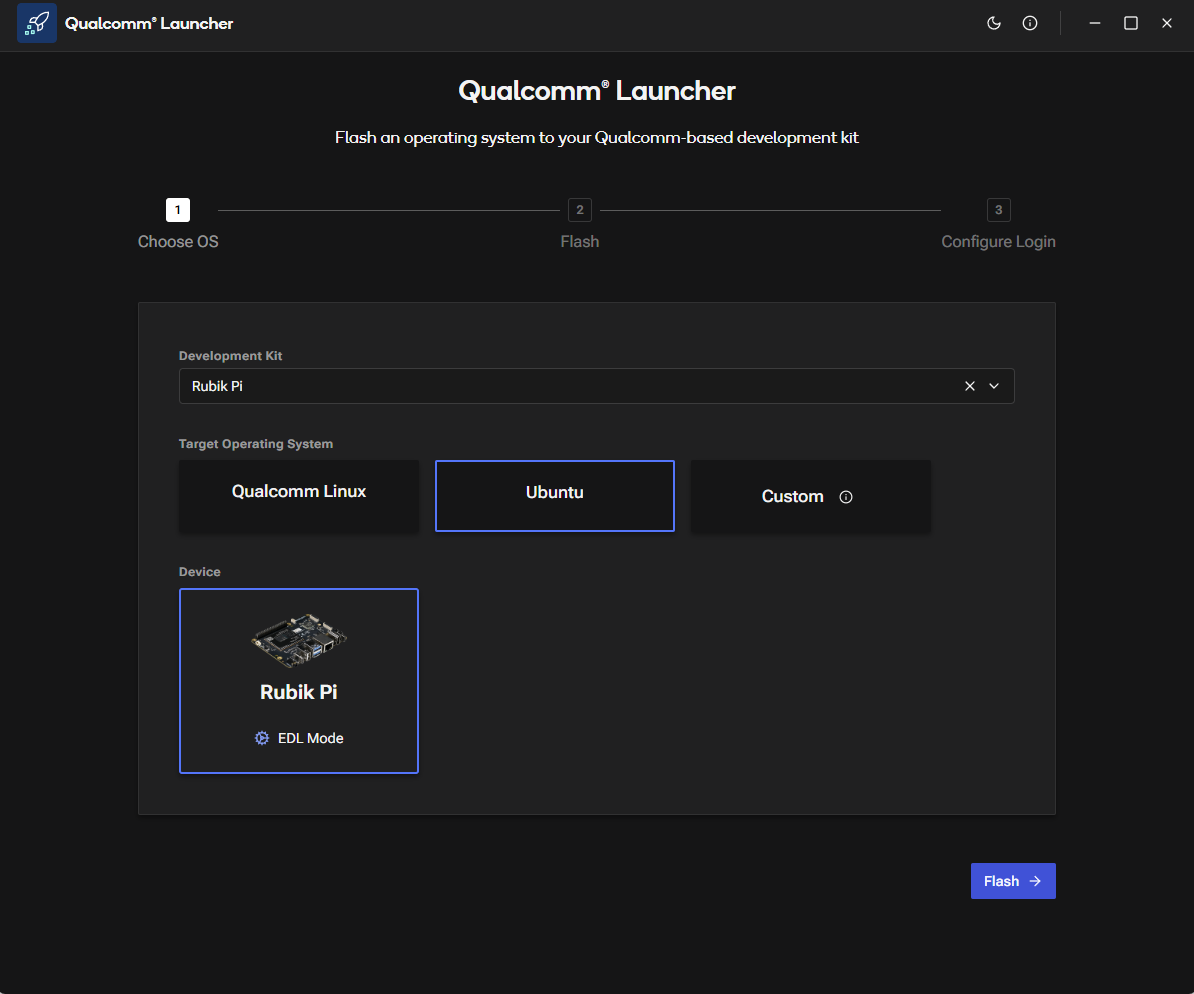 Qualcomm® Launcher
Qualcomm® Launcher
Flash an operating system to your Qualcomm-based development kit
1
2
3
Choose OS
Flash
Configure Login
Development Kit
Rubik Pi
Target Operating System
Qualcomm Linux
Ubuntu
Custom
Device
Rubik Pi
EDL Mode
Flash